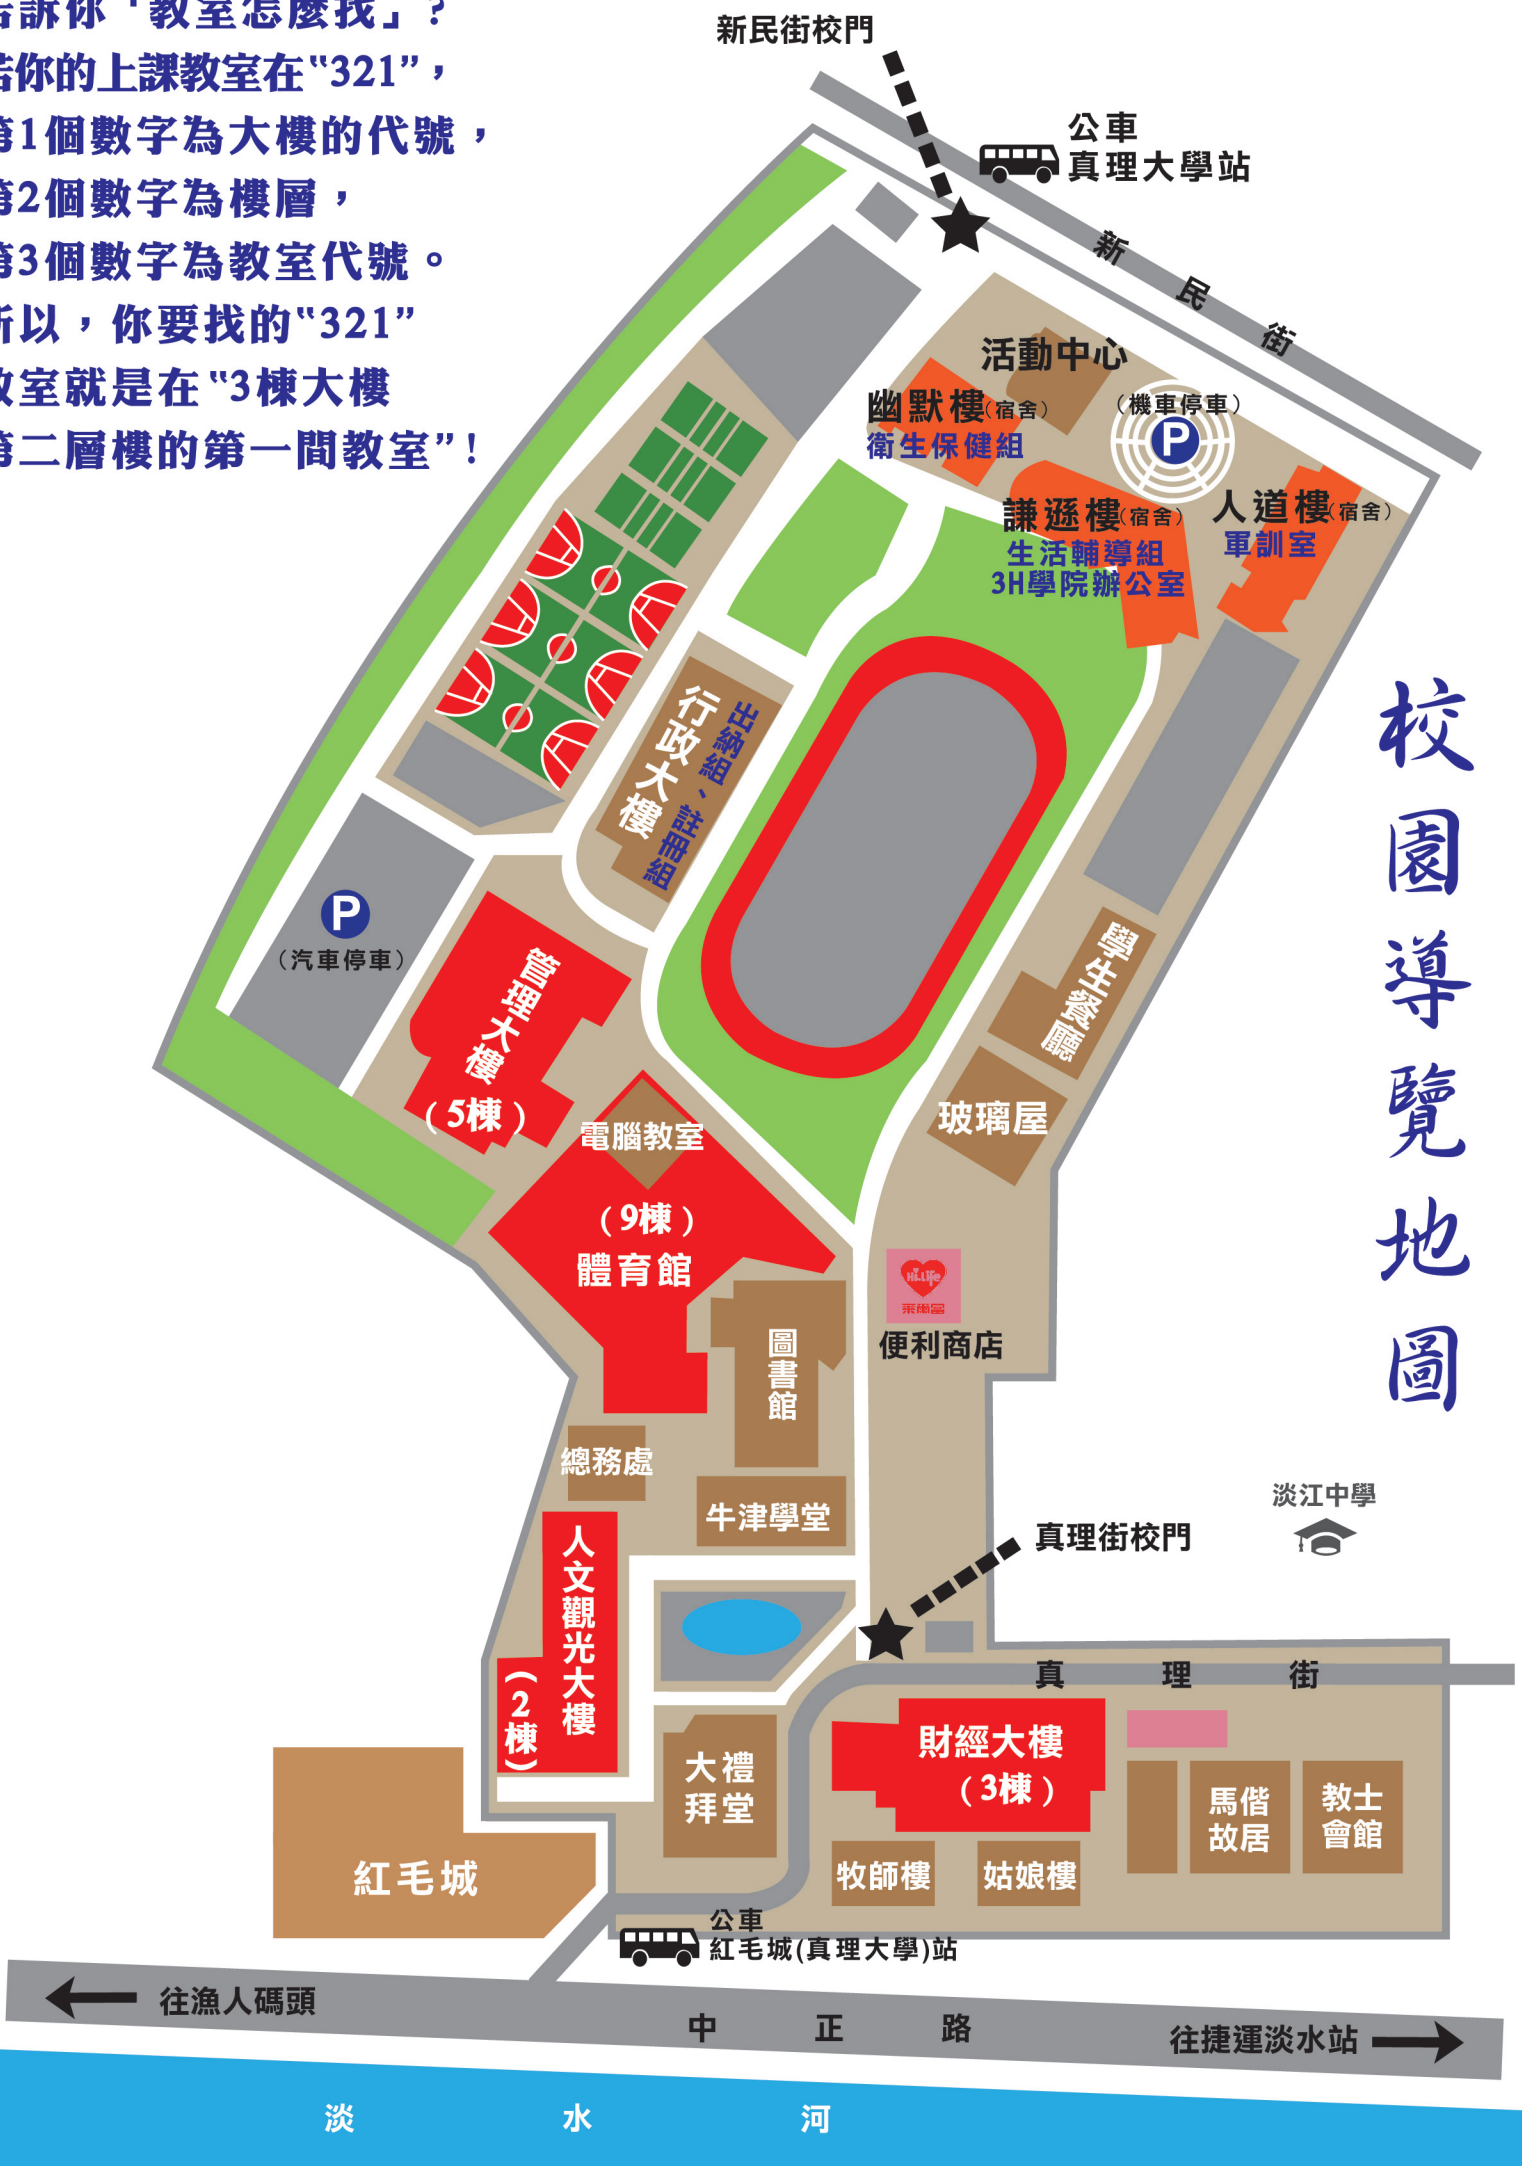 告訴你「教室怎麼找」?
若你的上課教室在“321”，
第1個數字為大樓的代號，
第2個數字為樓層，
第3個數字為教室代號。
所以，你要找的“321”
教室就是在“3棟大樓
第二層樓的第一間教室”!
新民街校門
公車
真理大學站
新民街
活動中心
幽默樓(宿舍)
衛生保健組
(機車停車)
P
謙遜樓(宿舍)
生活輔導組
3H學院辦公室
人道樓(宿舍)
軍訓室
校園導覽地圖
行政大樓
出納組、註冊組
P
(汽車停車)
管理大樓
(5棟)
學生餐廳
玻璃屋
電腦教室
(9棟)
體育館
Hi-Life
萊爾富
便利商店
圖書館
總務處
牛津學堂
淡江中學
真理街校門
人文觀光大樓
(2棟)
真理街
大禮
拜堂
財經大樓
(3棟)
馬偕
故居
教士
會館
牧師樓
姑娘樓
紅毛城
公車
紅毛城(真理大學)站
往漁人碼頭
中正路
往捷運淡水站
淡水河